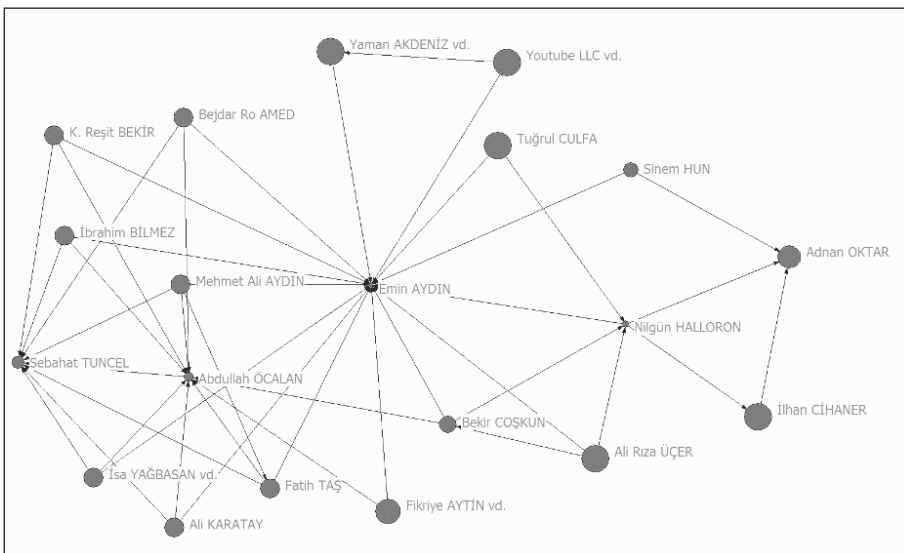 Yaman AKDENİZ vd.
Youtube LLC vd.
Bejdar Ro AMED
K. Reşit BEKİR
Tuğrul CULFA
Sinem HUN
İbrahim BİLMEZ
Adnan OKTAR
Mehmet Ali AYDIN
Emin AYDIN
Nilgün HALLORON
Sebahat TUNCEL
Abdullah ÖCALAN
İlhan CİHANER
Bekir COŞKUN
Ali Rıza ÜÇER
İsa YAĞBASAN vd.
Fatih TAŞ
Fikriye AYTİN vd.
Ali KARATAY